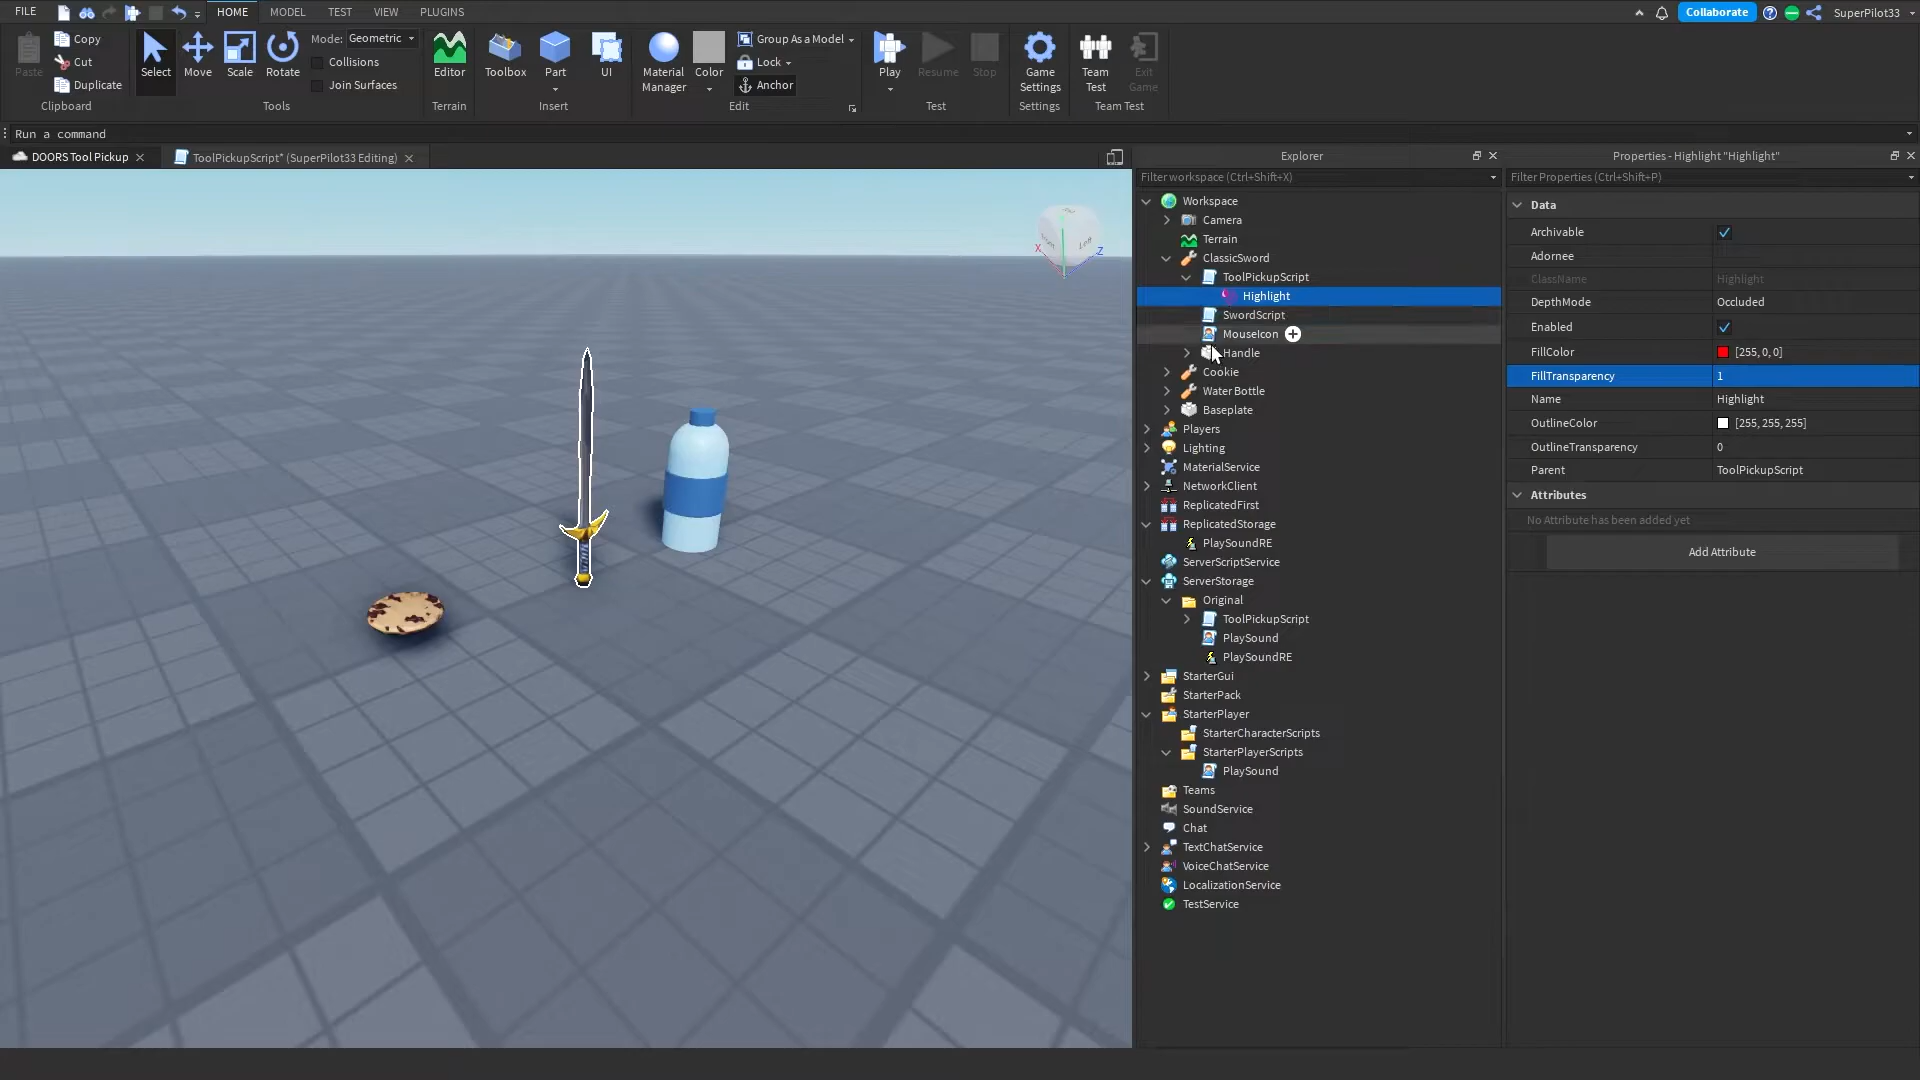 FILE HOME MODEL TEST VIEW PLUGINS Collaborate SuperPilot33
Paste Copy Cut Duplicate Clipboard
Select Move Scale Rotate Mode: Geometric Collisions Join Surfaces Tools
Editor Terrain
Toolbox Part UI Insert
Material Manager Color Group As a Model Lock Anchor Edit
Play Resume Stop Test
Game Settings Settings
Team Test Exit Game Team Test
Run a command
DOORS Tool Pickup ToolPickupScript* (SuperPilot33 Editing)
Left
X
Z
Explorer
Filter workspace (Ctrl+Shift+X)
Workspace
Camera
Terrain
ClassicSword
ToolPickupScript
Highlight
SwordScript
MouseIcon
Handle
Cookie
Water Bottle
Baseplate
Players
Lighting
MaterialService
NetworkClient
ReplicatedFirst
ReplicatedStorage
PlaySoundRE
ServerScriptService
ServerStorage
Original
ToolPickupScript
PlaySound
PlaySoundRE
StarterGui
StarterPack
StarterPlayer
StarterCharacterScripts
StarterPlayerScripts
PlaySound
Teams
SoundService
Chat
TextChatService
VoiceChatService
LocalizationService
TestService
Properties - Highlight "Highlight"
Filter Properties (Ctrl+Shift+P)
Data
Archivable
Adornee
ClassName Highlight
DepthMode Occluded
Enabled
FillColor [255, 0, 0]
FillTransparency 1
Name Highlight
OutlineColor [255, 255, 255]
OutlineTransparency 0
Parent ToolPickupScript
Attributes
No Attribute has been added yet
Add Attribute